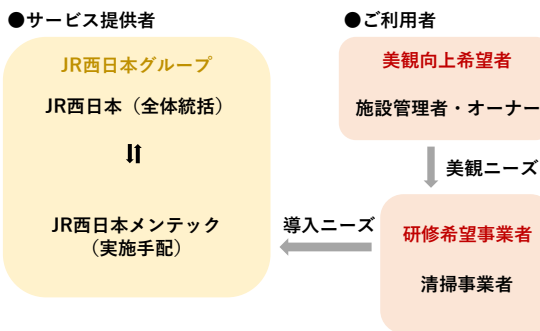 ●サービス提供者
JR西日本グループ
JR西日本（全体統括）
JR西日本メンテック
（実施手配）
●ご利用者
美観向上希望者
施設管理者・オーナー
美観ニーズ
導入ニーズ
研修希望事業者
清掃事業者